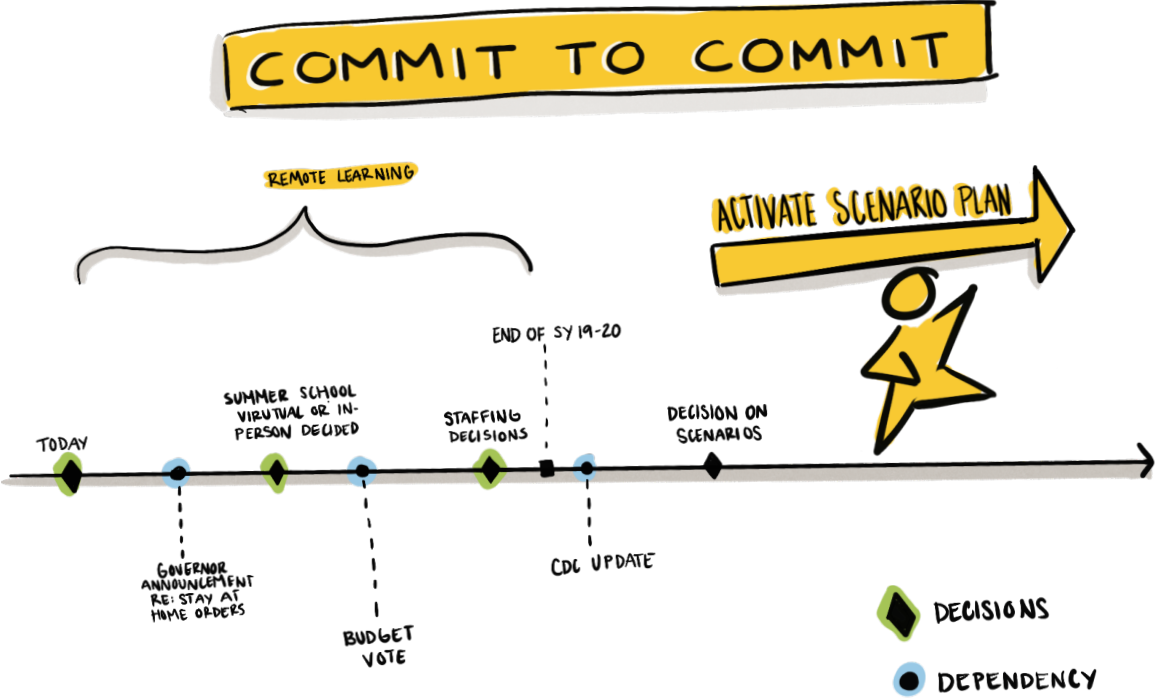 COMMIT TO COMMIT
REMOTE LEARNING
ACTIVATE SCENARIO PLAN
END OF SY 19-20
SUMMER SCHOOL
VIRUTUAL OR IN-
PERSON DECIDED
STAFFING
DECISIONS
DECISION ON
SCENARIOS
TODAY
GOVERNOR
ANNOUNCEMENT
RE: STAY AT
HOME ORDERS
CDC UPDATE
BUDGET
VOTE
DECISIONS
DEPENDENCY